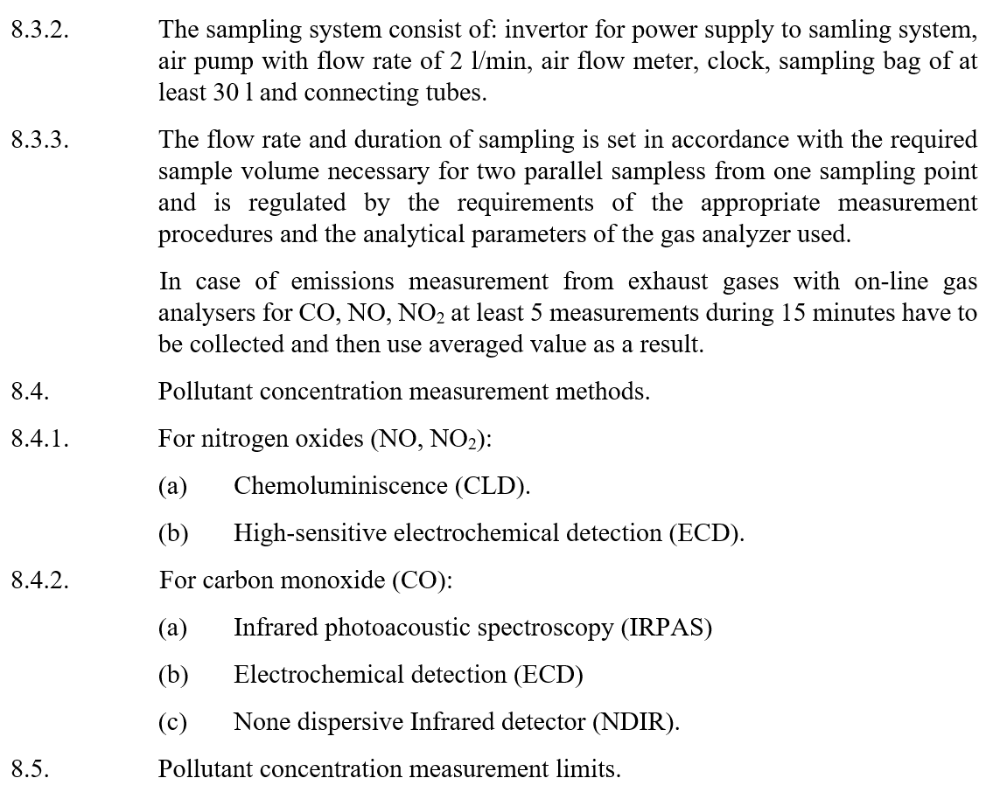 8.3.2. The sampling system consist of: invertor for power supply to samling system,
air pump with flow rate of 2 l/min, air flow meter, clock, sampling bag of at
least 30 l and connecting tubes.
8.3.3. The flow rate and duration of sampling is set in accordance with the required
sample volume necessary for two parallel sampless from one sampling point
and is regulated by the requirements of the appropriate measurement
procedures and the analytical parameters of the gas analyzer used.
In case of emissions measurement from exhaust gases with on-line gas
analysers for CO, NO, NO₂ at least 5 measurements during 15 minutes have to
be collected and then use averaged value as a result.
8.4. Pollutant concentration measurement methods.
8.4.1. For nitrogen oxides (NO, NO₂):
(a) Chemoluminiscence (CLD).
(b) High-sensitive electrochemical detection (ECD).
8.4.2. For carbon monoxide (CO):
(a) Infrared photoacoustic spectroscopy (IRPAS)
(b) Electrochemical detection (ECD)
(c) None dispersive Infrared detector (NDIR).
8.5. Pollutant concentration measurement limits.